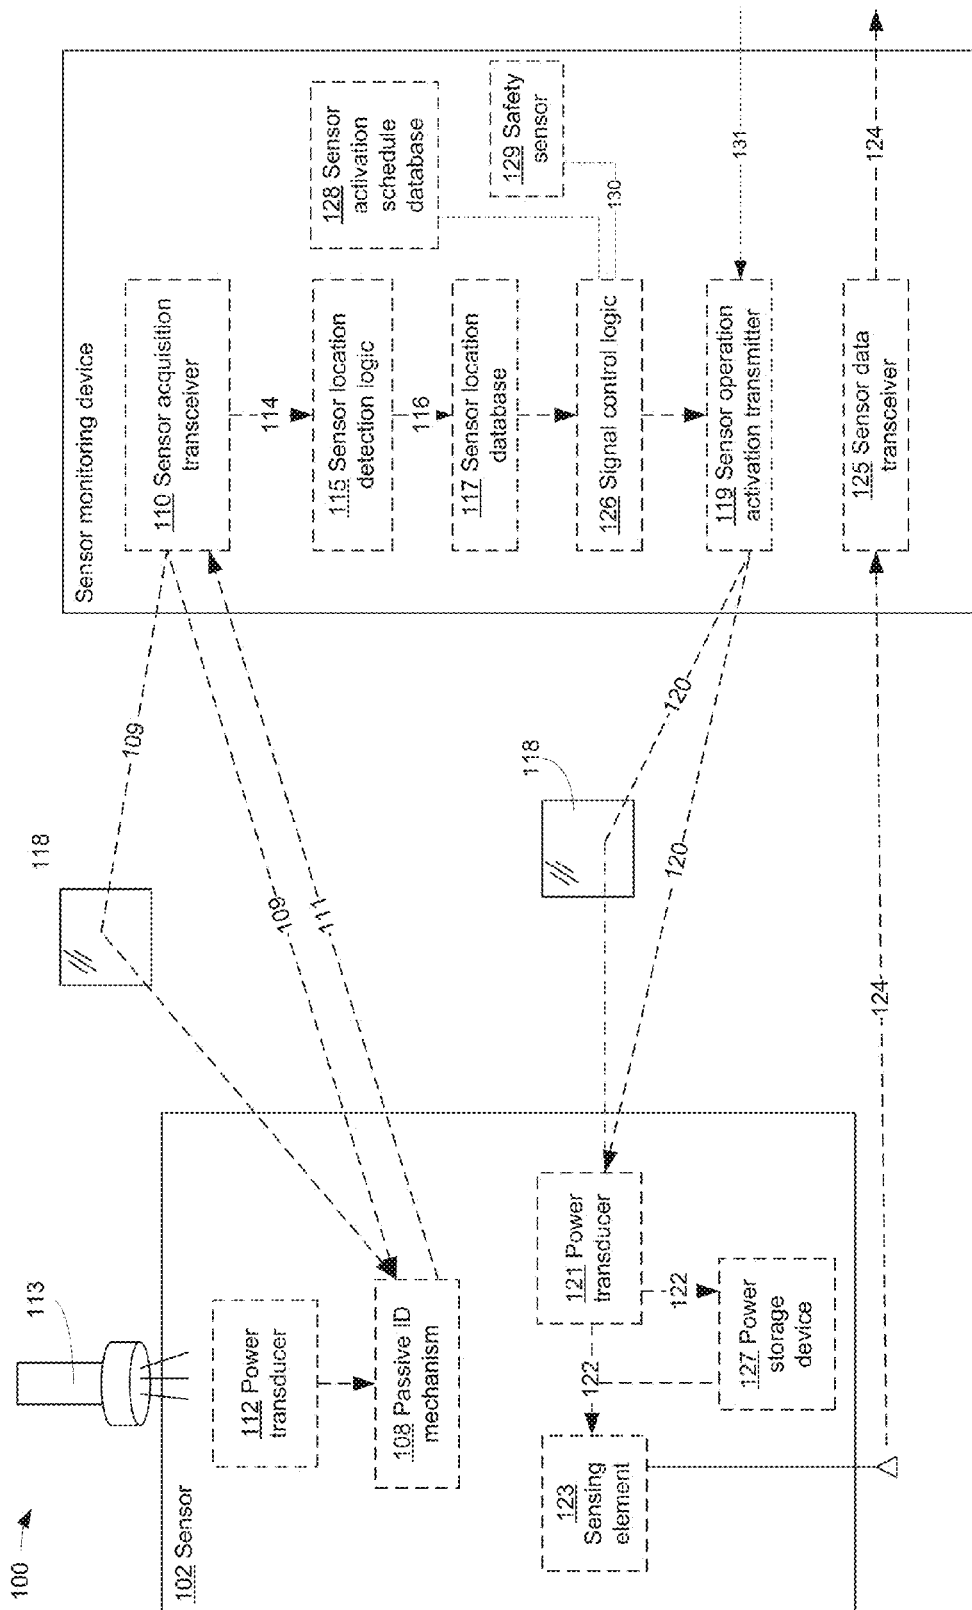 100
113
102 Sensor
112 Power
transducer
108 Passive ID
mechanism
121 Power
transducer
122
122
123
Sensing
element
127 Power
storage
device
118
109
109
111
118
120
120
124
Sensor monitoring device
110 Sensor acquisition
transceiver
114
115 Sensor location
detection logic
116
117 Sensor location
database
126 Signal control logic
119 Sensor operation
activation transmitter
125 Sensor data
transceiver
128 Sensor
activation
schedule
database
129 Safety
sensor
130
131
124